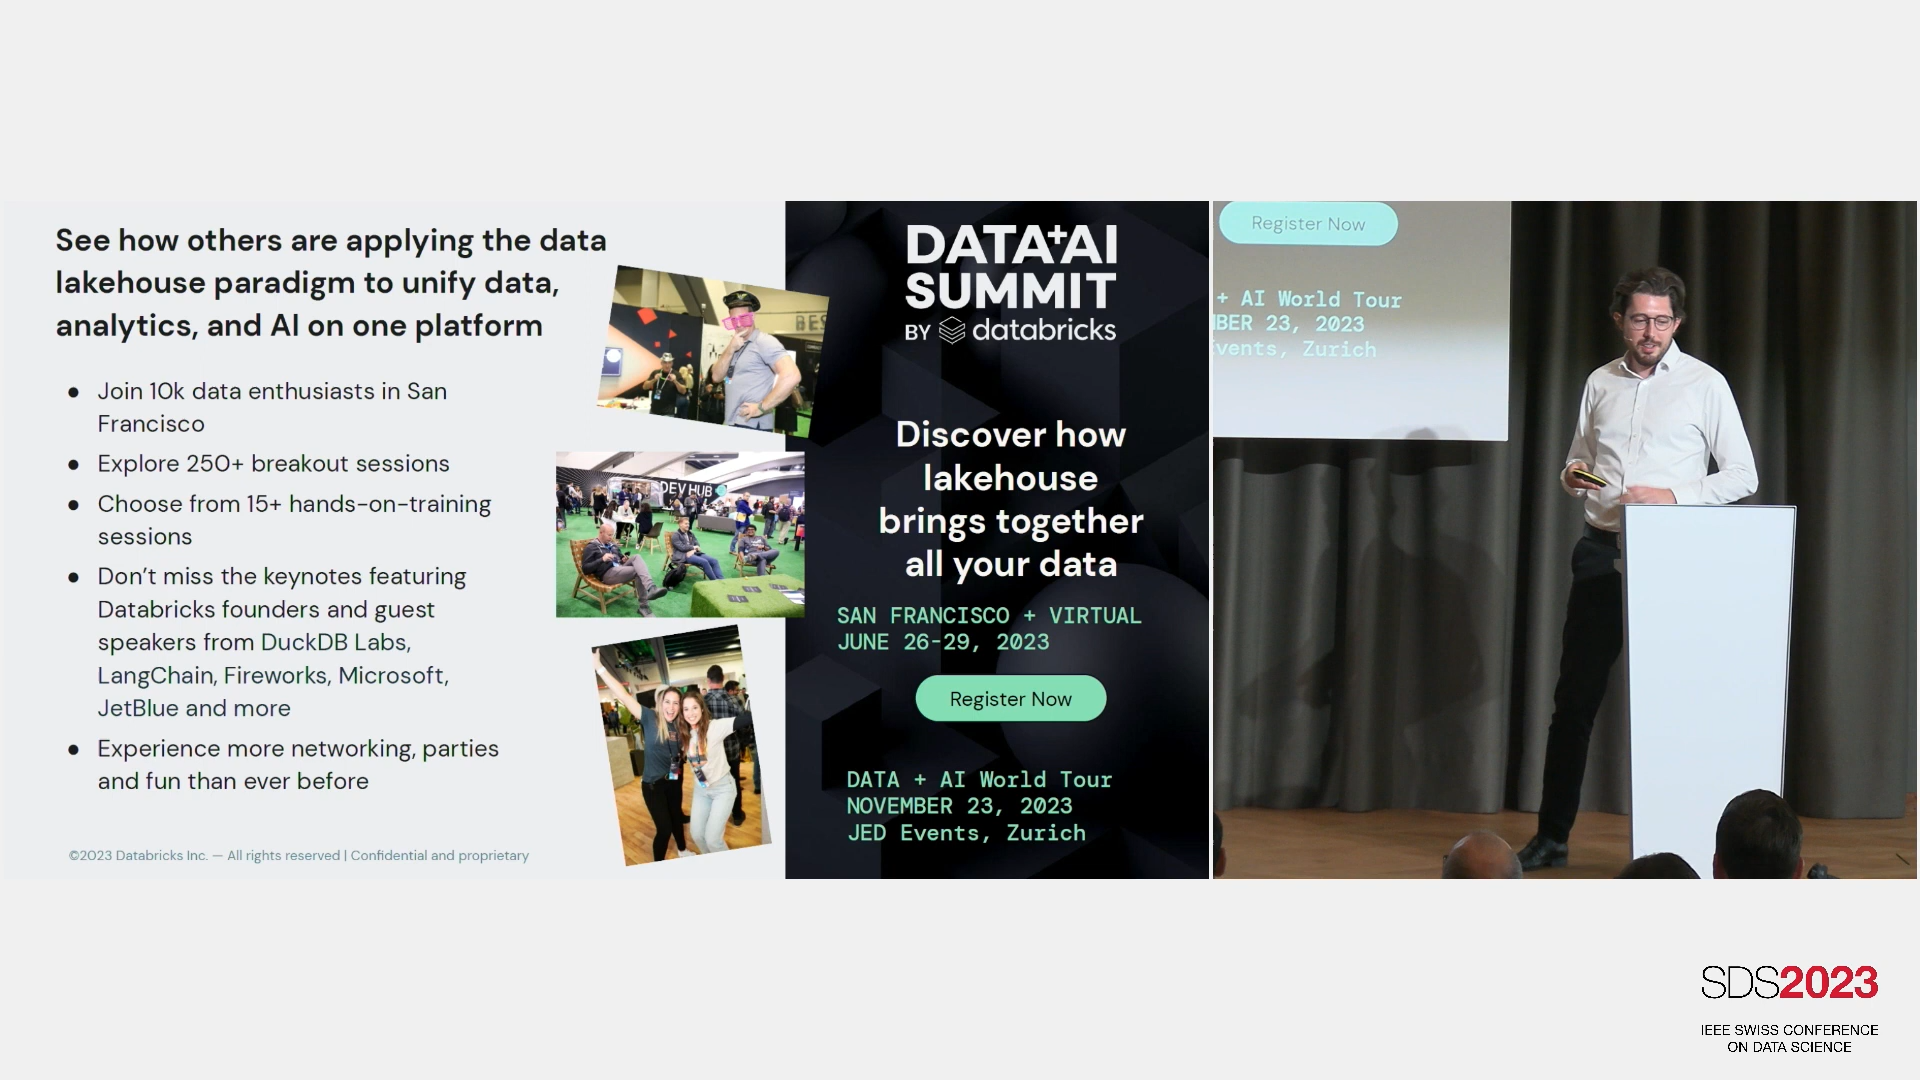 See how others are applying the data
lakehouse paradigm to unify data,
analytics, and AI on one platform
● Join 10k data enthusiasts in San
Francisco
● Explore 250+ breakout sessions
● Choose from 15+ hands-on-training
sessions
● Don't miss the keynotes featuring
Databricks founders and guest
speakers from DuckDB Labs,
LangChain, Fireworks, Microsoft,
JetBlue and more
● Experience more networking, parties
and fun than ever before
©2023 Databricks Inc. — All rights reserved | Confidential and proprietary
DEV HUB
DATA+AI
SUMMIT
BY databricks
Discover how
lakehouse
brings together
all your data
SAN FRANCISCO + VIRTUAL
JUNE 26-29, 2023
Register Now
DATA + AI World Tour
NOVEMBER 23, 2023
JED Events, Zurich
Register Now
+ AI World Tour
BER 23, 2023
vents, Zurich
SDS2023
IEEE SWISS CONFERENCE
ON DATA SCIENCE